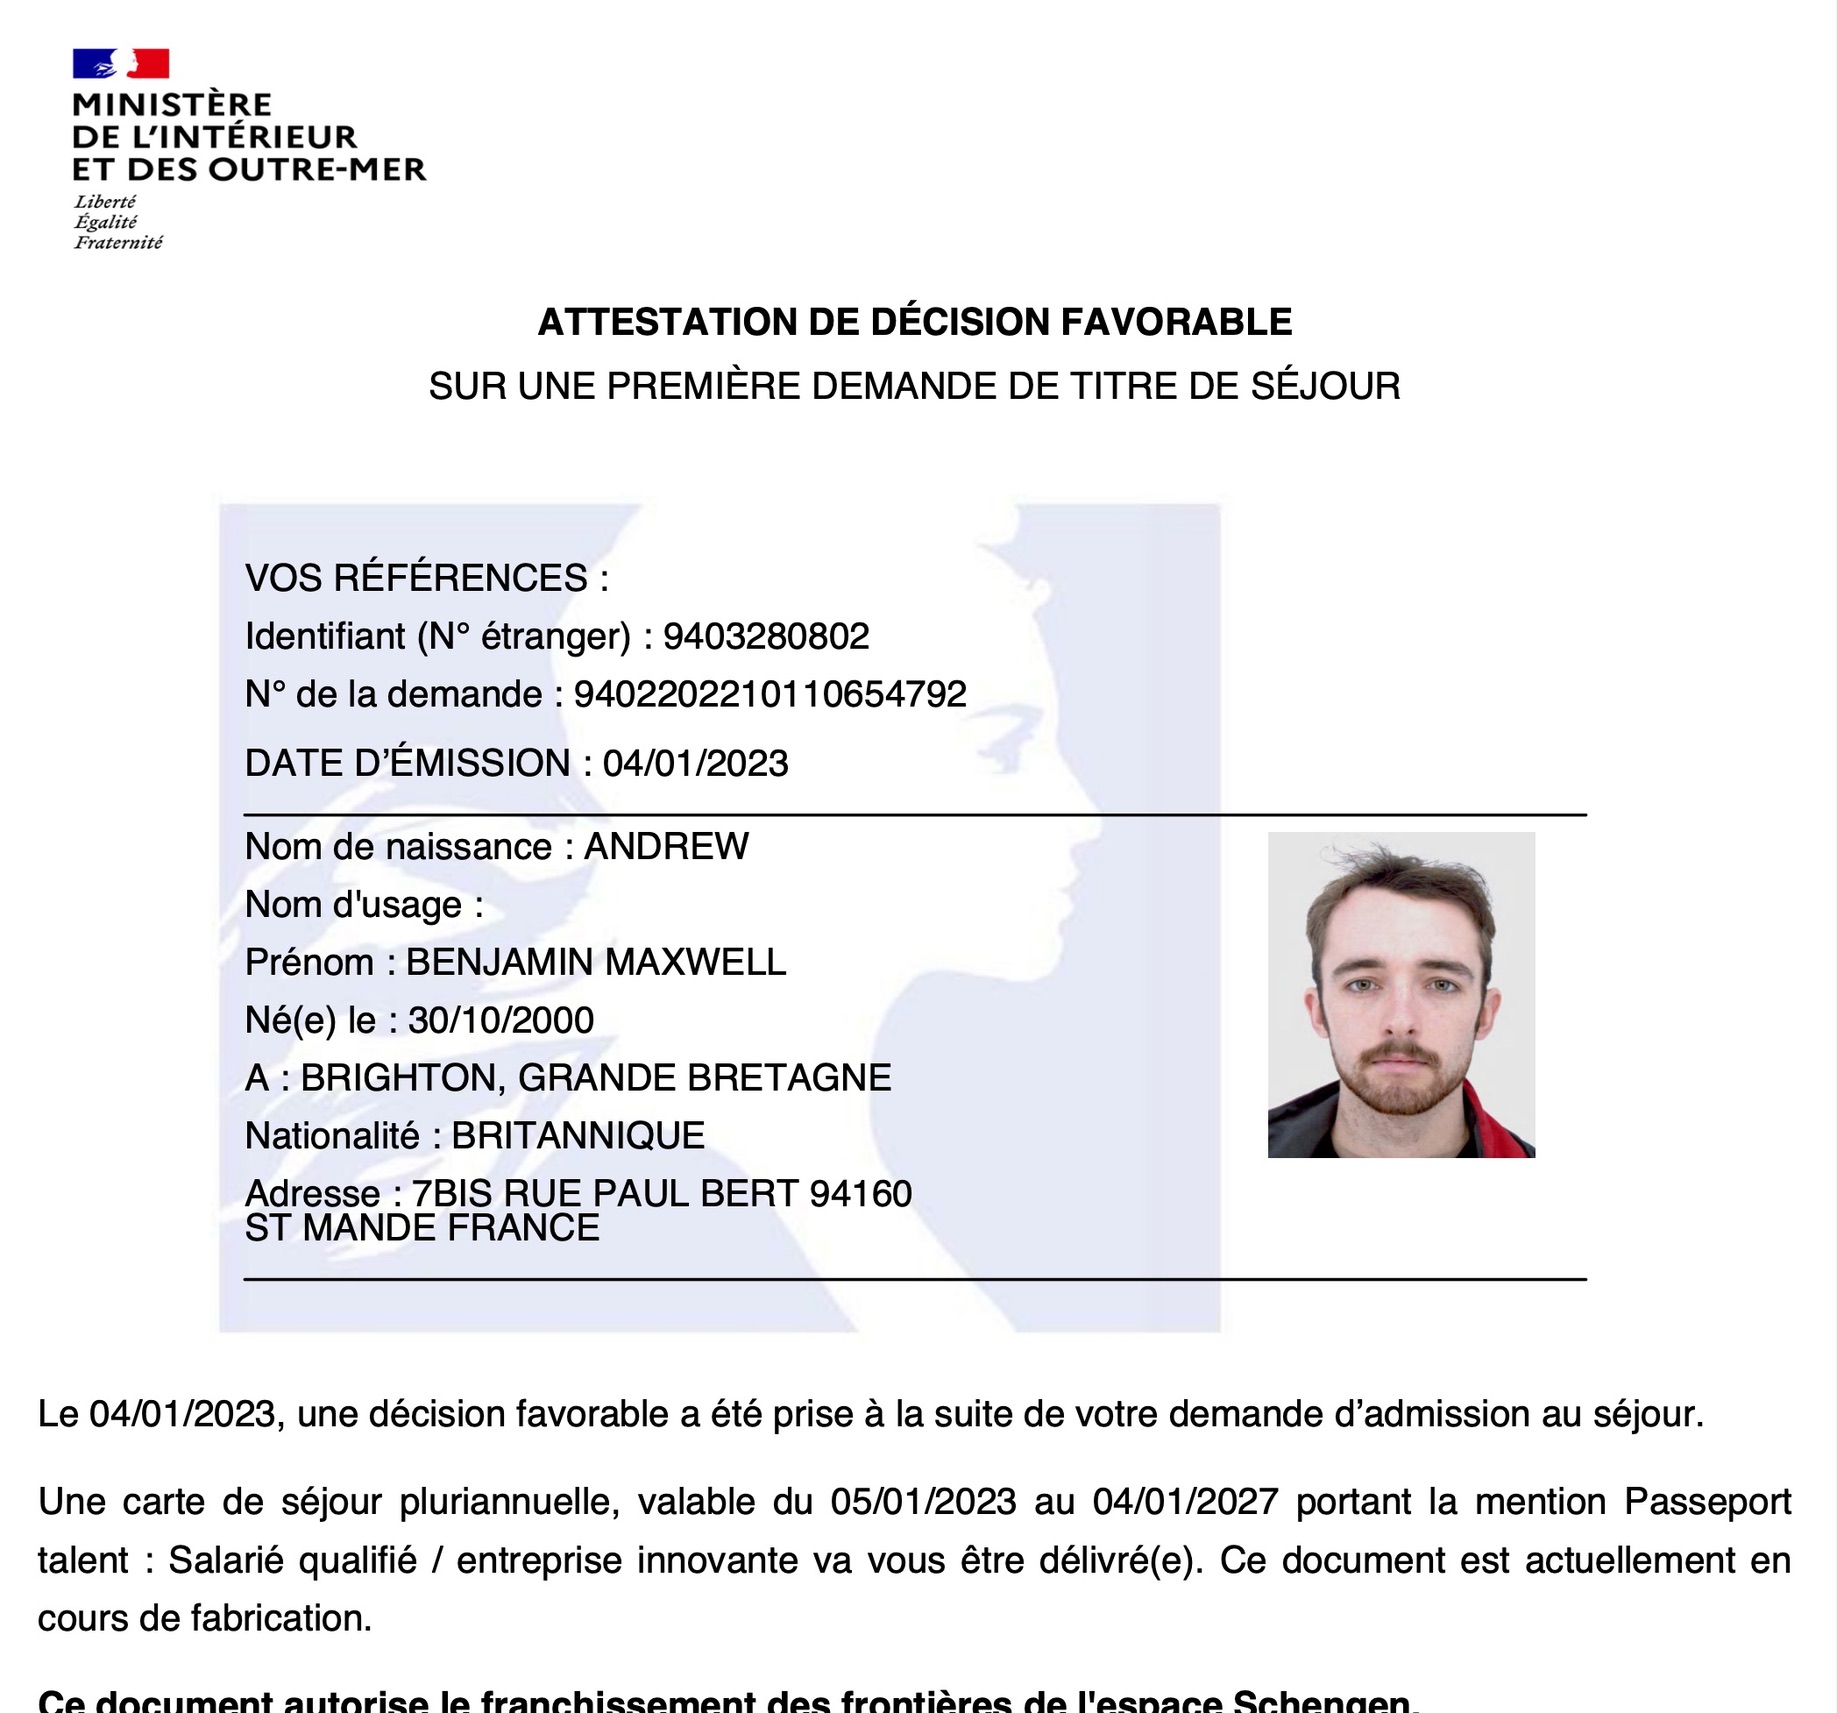 MINISTÈRE
DE L'INTÉRIEUR
ET DES OUTRE-MER
Liberté
Égalité
Fraternité
ATTESTATION DE DÉCISION FAVORABLE
SUR UNE PREMIÈRE DEMANDE DE TITRE DE SÉJOUR
VOS RÉFÉRENCES :
Identifiant (N° étranger) : 9403280802
N° de la demande : 9402202210110654792
DATE D’ÉMISSION : 04/01/2023
Nom de naissance : ANDREW
Nom d'usage :
Prénom : BENJAMIN MAXWELL
Né(e) le : 30/10/2000
A : BRIGHTON, GRANDE BRETAGNE
Nationalité : BRITANNIQUE
Adresse : 7BIS RUE PAUL BERT 94160
ST MANDE FRANCE
Le 04/01/2023, une décision favorable a été prise à la suite de votre demande d’admission au séjour.
Une carte de séjour pluriannuelle, valable du 05/01/2023 au 04/01/2027 portant la mention Passeport
talent : Salarié qualifié / entreprise innovante va vous être délivré(e). Ce document est actuellement en
cours de fabrication.
Ce document autorise le franchissement des frontières de l'espace Schengen.